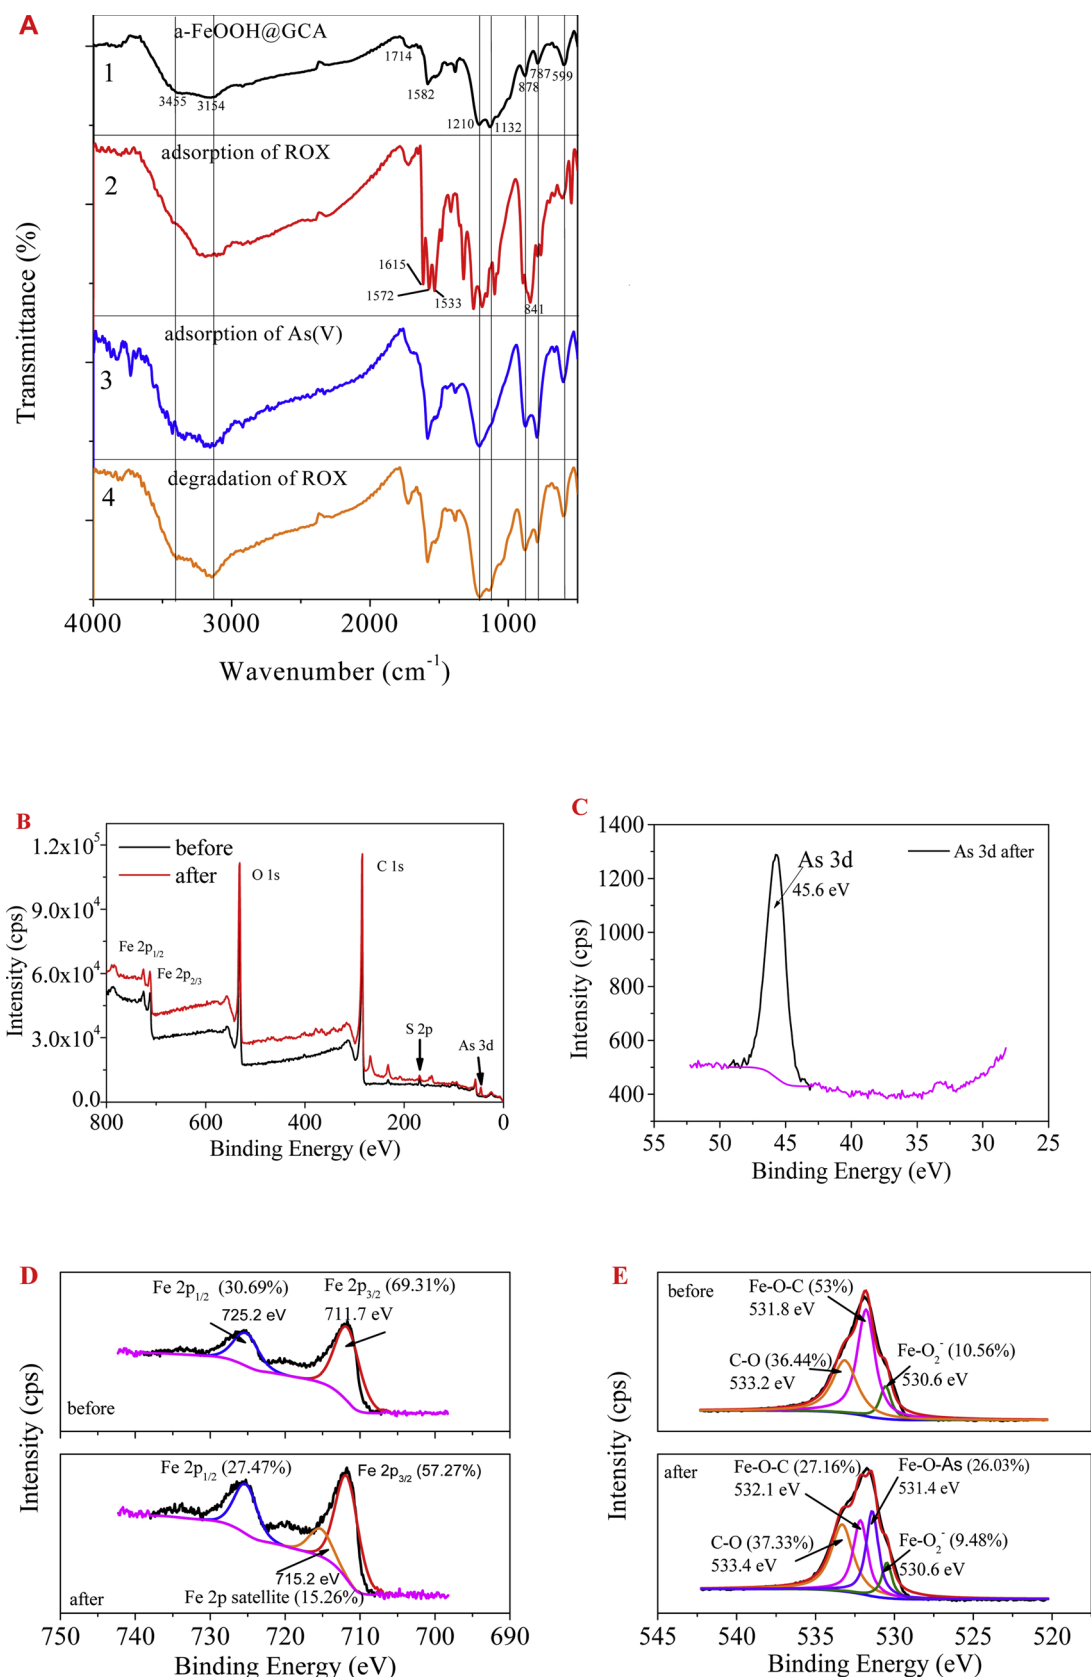 A
a-FeOOH@GCA
1
3455
3154
1714
1582
1210
1132
878
787
599
adsorption of ROX
2
1615
1572
1533
841
adsorption of As(V)
3
degradation of ROX
4
Transmittance (%)
4000 3000 2000 1000
Wavenumber (cm⁻¹)
B
before
after
O 1s
C 1s
Fe 2p₁/₂
Fe 2p₂/₃
S 2p
As 3d
1.2x10⁵
9.0x10⁴
6.0x10⁴
3.0x10⁴
0.0
Intensity (cps)
800 600 400 200 0
Binding Energy (eV)
C
As 3d after
As 3d
45.6 eV
1400
1200
1000
800
600
400
Intensity (cps)
55 50 45 40 35 30 25
Binding Energy (eV)
D
Fe 2p₁/₂ (30.69%)
725.2 eV
Fe 2p₃/₂ (69.31%)
711.7 eV
before
Fe 2p₁/₂ (27.47%)
Fe 2p₃/₂ (57.27%)
715.2 eV
Fe 2p satellite (15.26%)
after
Intensity (cps)
750 740 730 720 710 700 690
Binding Energy (eV)
E
before
Fe-O-C (53%)
531.8 eV
C-O (36.44%)
533.2 eV
Fe-O₂⁻ (10.56%)
530.6 eV
after
Fe-O-C (27.16%)
532.1 eV
Fe-O-As (26.03%)
531.4 eV
C-O (37.33%)
533.4 eV
Fe-O₂⁻ (9.48%)
530.6 eV
Intensity (cps)
545 540 535 530 525 520
Binding Energy (eV)